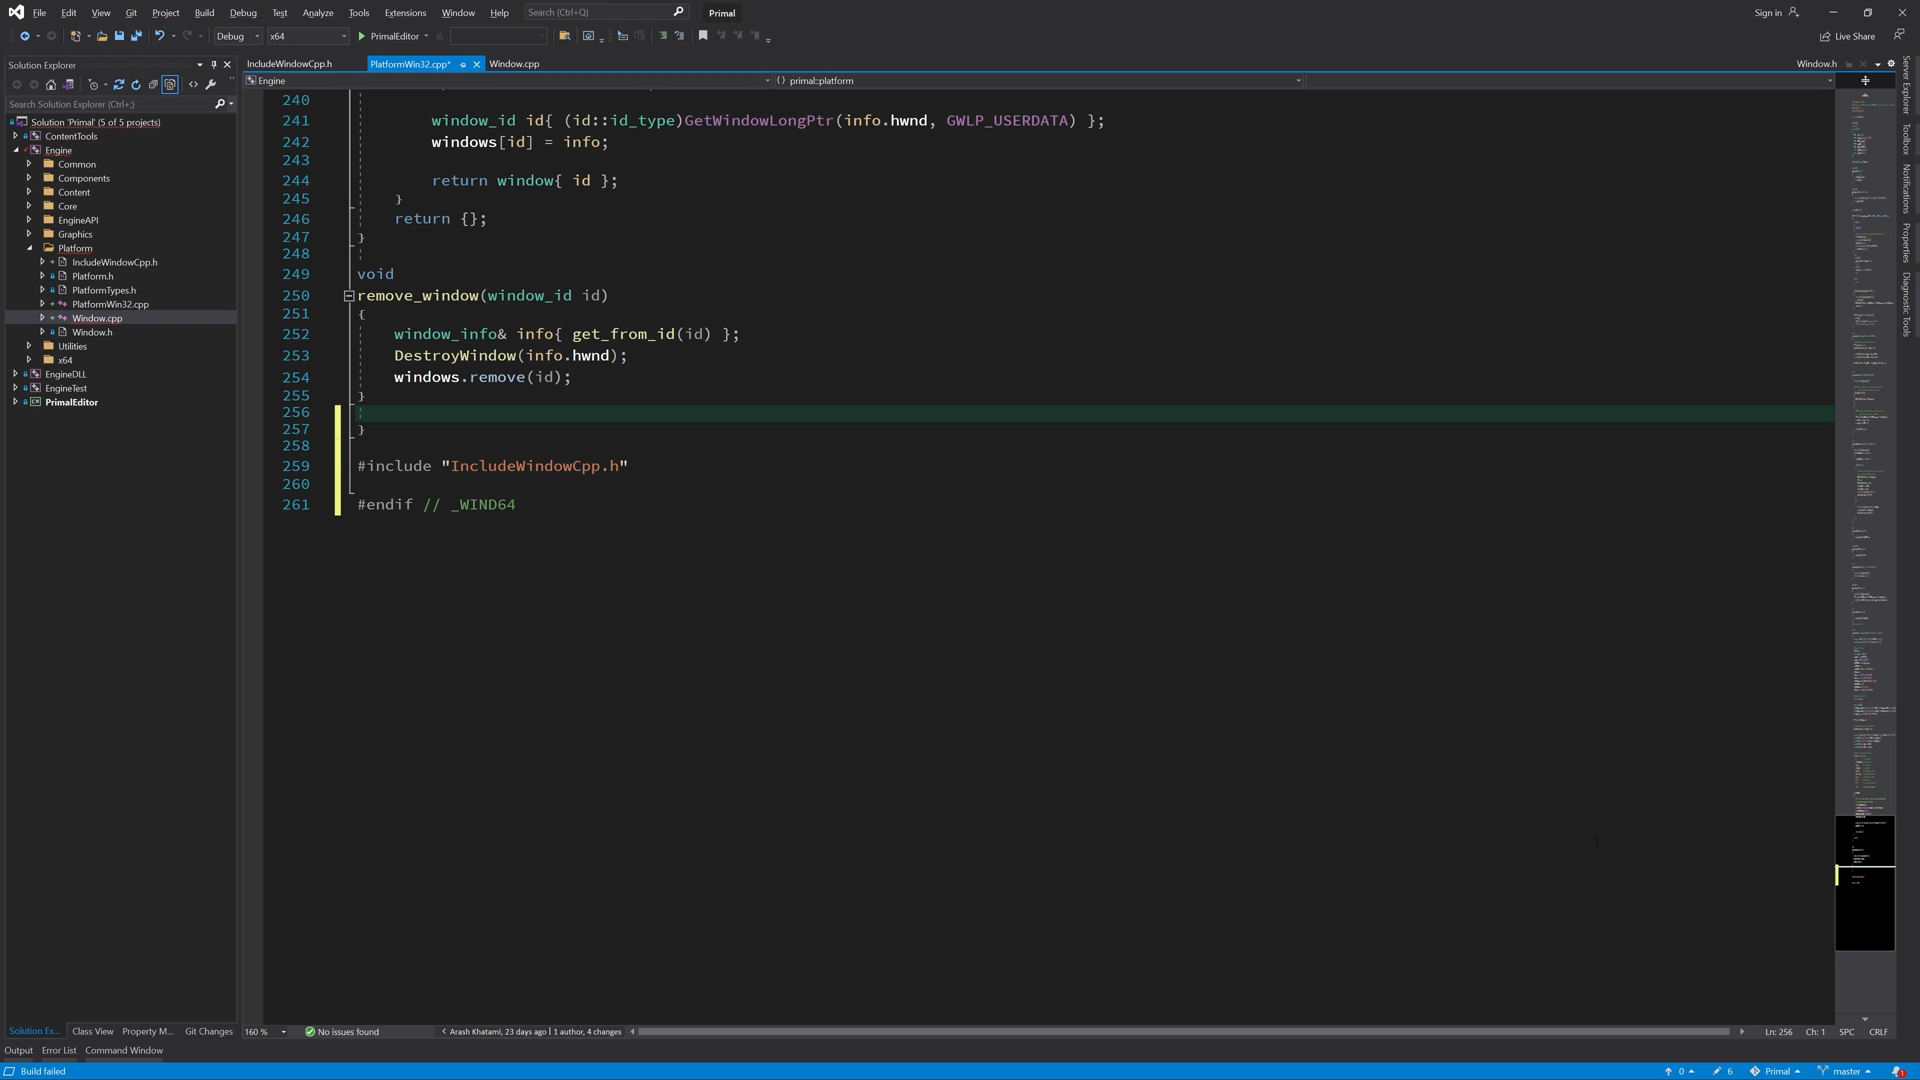 File Edit View Git Project Build Debug Test Analyze Tools Extensions Window Help Search (Ctrl+Q) Primal Sign in
Debug x64 PrimalEditor Live Share
Solution Explorer
Search Solution Explorer (Ctrl+;)
Solution 'Primal' (5 of 5 projects)
ContentTools
Engine
Common
Components
Content
Core
EngineAPI
Graphics
Platform
IncludeWindowCpp.h
Platform.h
PlatformTypes.h
PlatformWin32.cpp
Window.cpp
Window.h
Utilities
x64
EngineDLL
EngineTest
PrimalEditor
Solution Ex... Class View Property M... Git Changes
IncludeWindowCpp.h PlatformWin32.cpp* Window.cpp Window.h
Engine {} primal::platform
240
241 window_id id{ (id::id_type)GetWindowLongPtr(info.hwnd, GWLP_USERDATA) };
242 windows[id] = info;
243
244 return window{ id };
245 }
246 return {};
247 }
248
249 void
250 remove_window(window_id id)
251 {
252 window_info& info{ get_from_id(id) };
253 DestroyWindow(info.hwnd);
254 windows.remove(id);
255 }
256
257 }
258
259 #include "IncludeWindowCpp.h"
260
261 #endif // _WIND64
Server Explorer
Toolbox
Notifications
Properties
Diagnostic Tools
160 % No issues found Arash Khatami, 23 days ago | 1 author, 4 changes Ln: 256 Ch: 1 SPC CRLF
Output Error List Command Window
Build failed 0 6 Primal master 1